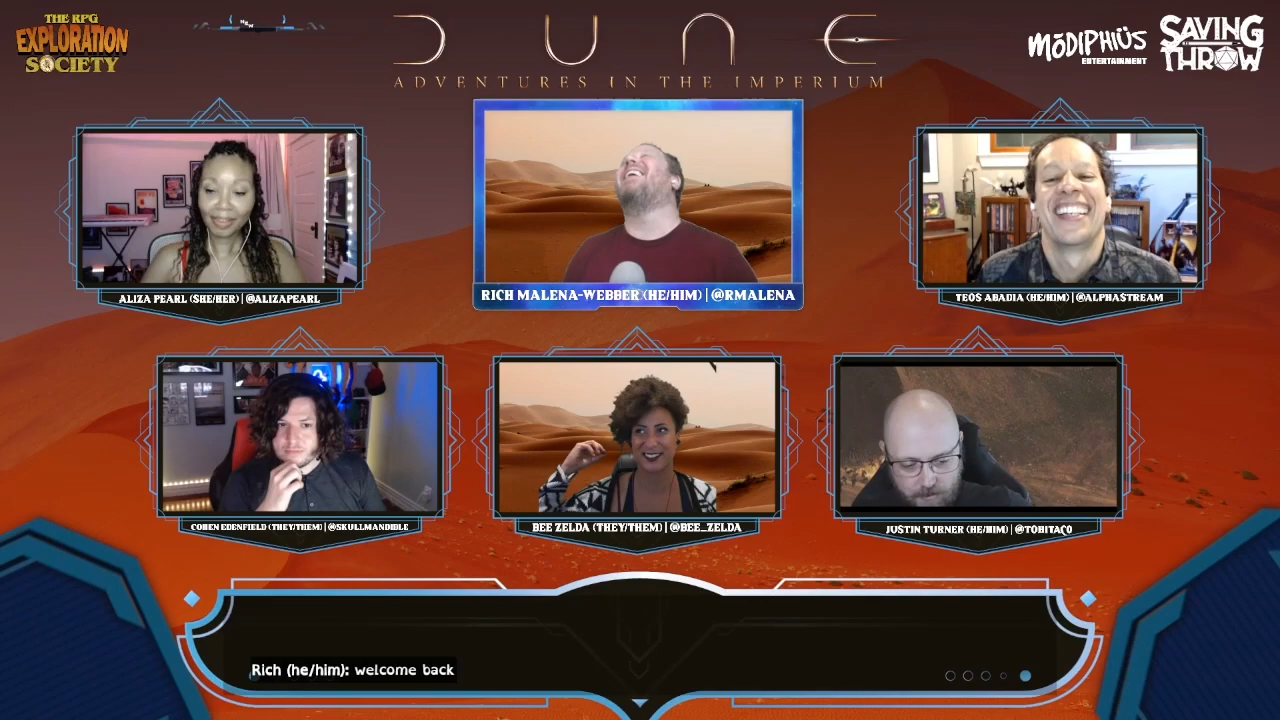 THE RPG
EXPLORATION
SOCIETY
DUNE
ADVENTURES IN THE IMPERIUM
MŌDIPHIÜS
ENTERTAINMENT
SAVING
THROW
ALIZA PEARL (SHE/HER) | @ALIZAPEARL
RICH MALENA-WEBBER (HE/HIM) | @RMALENA
TEOS ABADIA (HE/HIM) | @ALPHASTREAM
COHEN EDENFIELD (THEY/THEM) | @SKULLMANDIBLE
BEE ZELDA (THEY/THEM) | @BEE_ZELDA
JUSTIN TURNER (HE/HIM) | @TOBITACO
Rich (he/him): welcome back